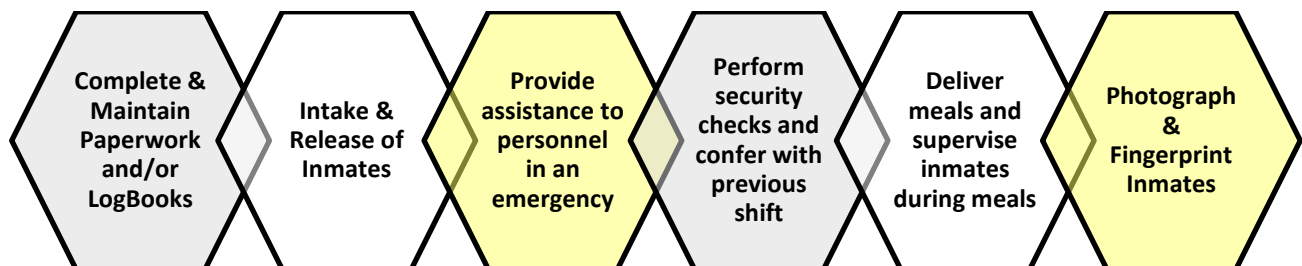 Complete &
Maintain
Paperwork
and/or
LogBooks
Intake &
Release of
Inmates
Provide
assistance to
personnel
in an
emergency
Perform
security
checks and
confer with
previous
shift
Deliver
meals and
supervise
inmates
during meals
Photograph
&
Fingerprint
Inmates